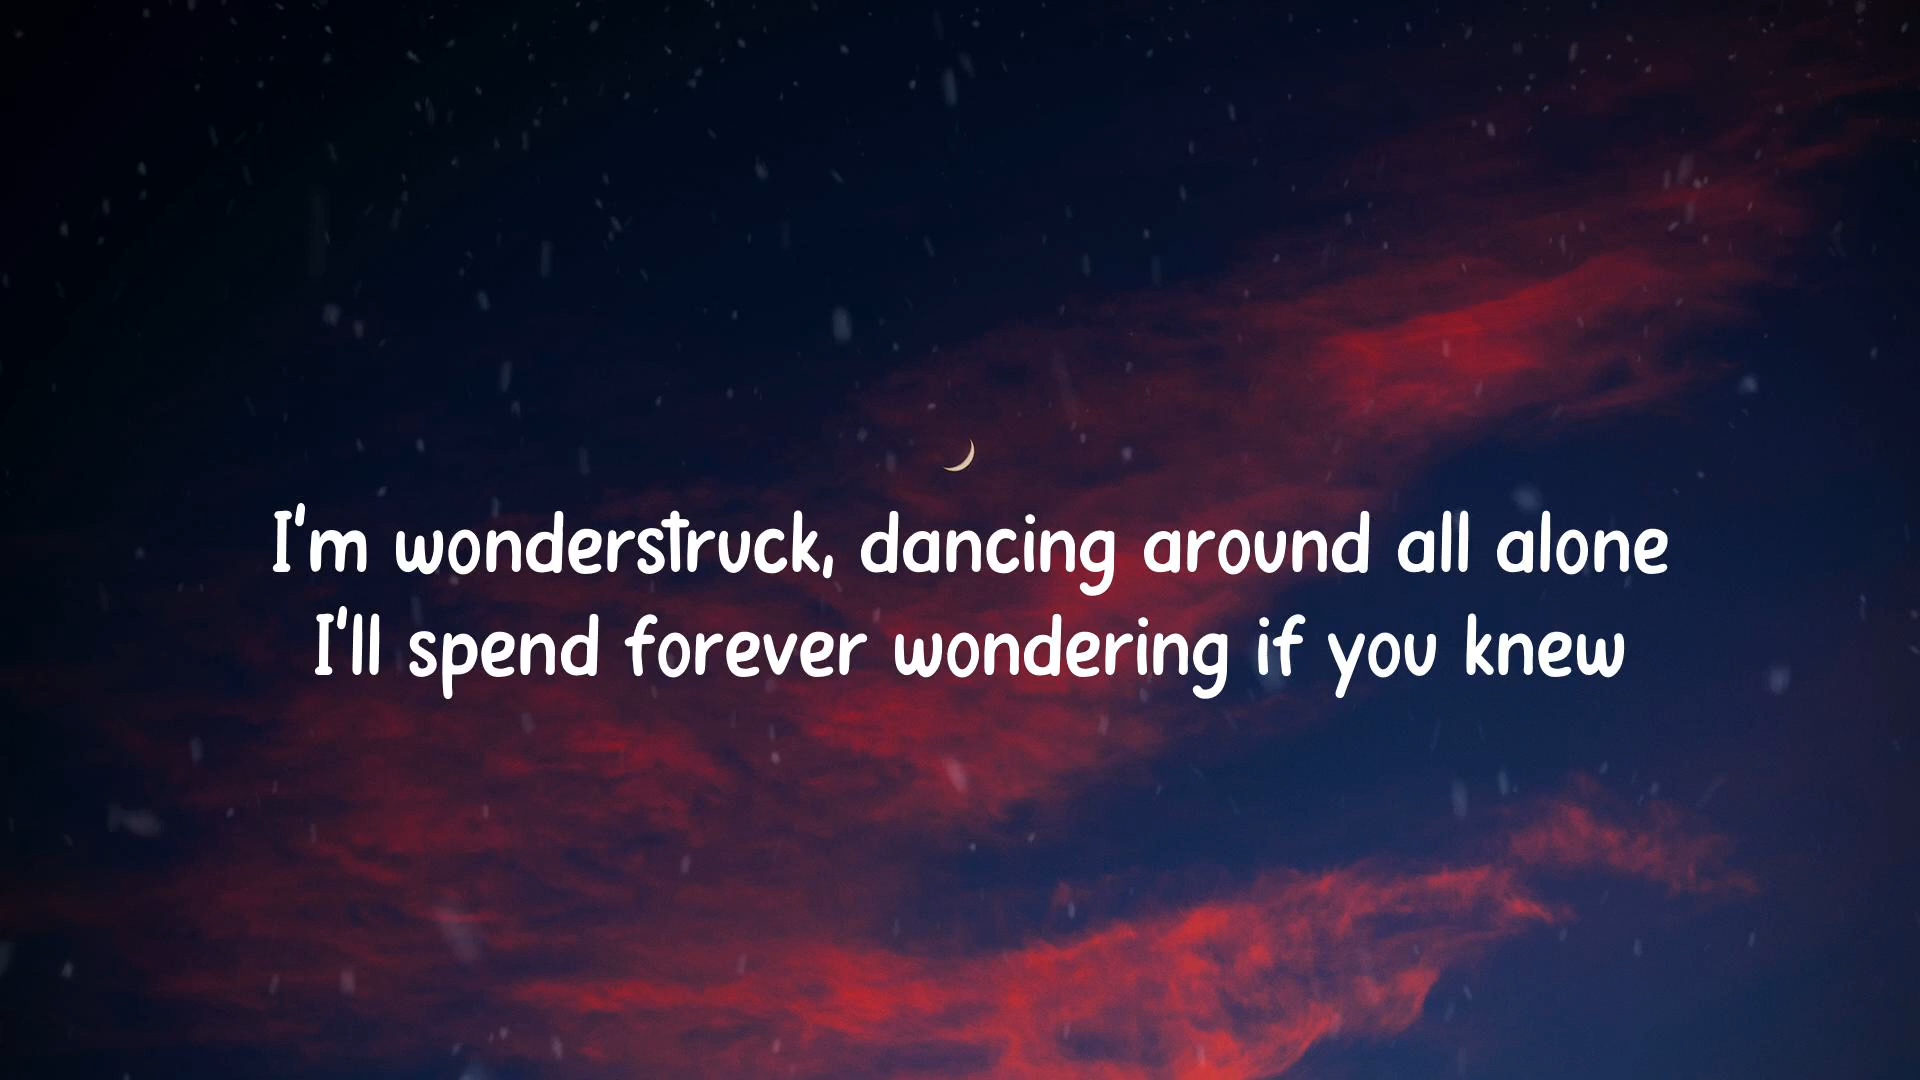 I'm wonderstruck, dancing around all alone
I'll spend forever wondering if you knew